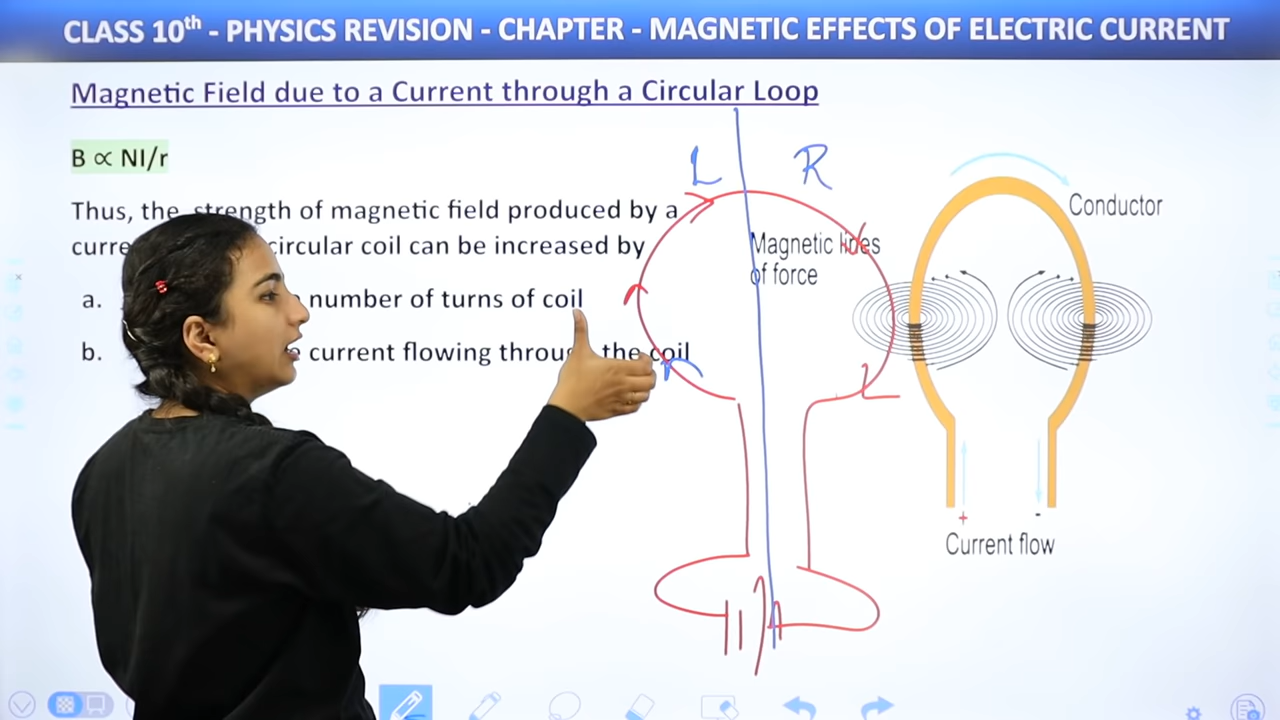 CLASS 10th - PHYSICS REVISION - CHAPTER - MAGNETIC EFFECTS OF ELECTRIC CURRENT
Magnetic Field due to a Current through a Circular Loop
B ∝ NI/r
Thus, the strength of magnetic field produced by a
circular coil can be increased by
a. number of turns of coil
b. current flowing through the coil
L R
Magnetic lines
of force
Conductor
+ -
Current flow